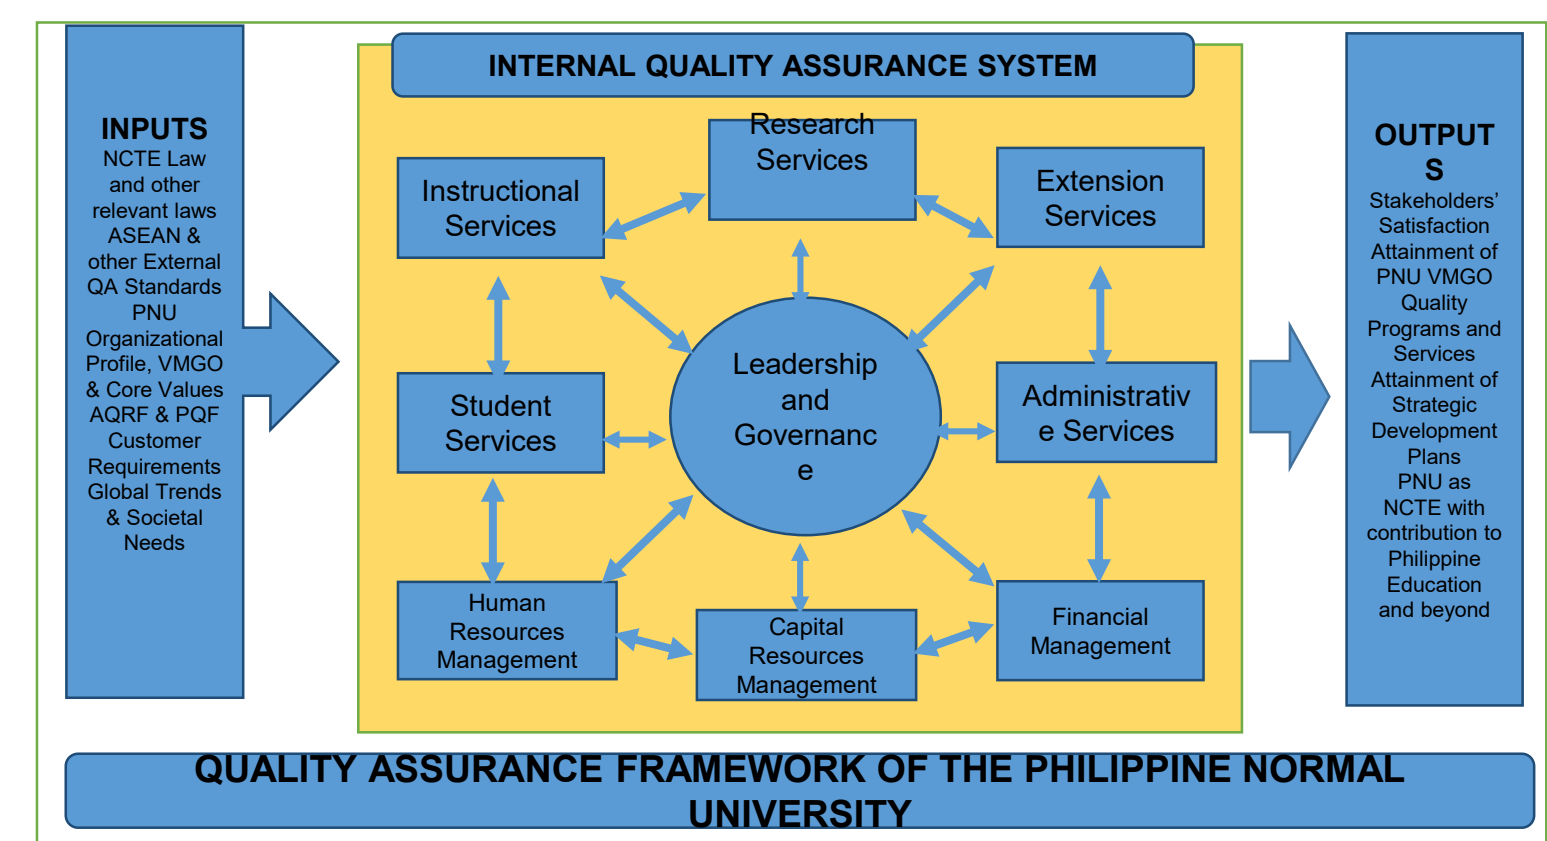 INPUTS
NCTE Law
and other
relevant laws
ASEAN &
other External
QA Standards
PNU
Organizational
Profile, VMGO
& Core Values
AQRF & PQF
Customer
Requirements
Global Trends
& Societal
Needs
INTERNAL QUALITY ASSURANCE SYSTEM
Instructional
Services
Research
Services
Extension
Services
Student
Services
Leadership
and
Governanc
e
Administrativ
e Services
Human
Resources
Management
Capital
Resources
Management
Financial
Management
OUTPUT
S
Stakeholders’
Satisfaction
Attainment of
PNU VMGO
Quality
Programs and
Services
Attainment of
Strategic
Development
Plans
PNU as
NCTE with
contribution to
Philippine
Education
and beyond
QUALITY ASSURANCE FRAMEWORK OF THE PHILIPPINE NORMAL
UNIVERSITY